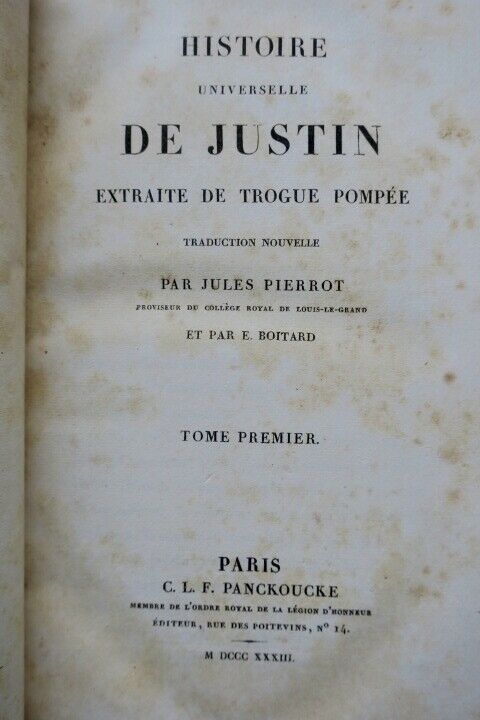 HISTOIRE
UNIVERSELLE
DE JUSTIN
EXTRAITE DE TROGUE POMPÉE
TRADUCTION NOUVELLE
PAR JULES PIERROT
PROVISEUR DU COLLÈGE ROYAL DE LOUIS-LE-GRAND
ET PAR E. BOITARD
TOME PREMIER.
PARIS
C. L. F. PANCKOUCKE
MEMBRE DE L'ORDRE ROYAL DE LA LÉGION D'HONNEUR
ÉDITEUR, RUE DES POITEVINS, Nº 14.
M DCCC XXXIII.